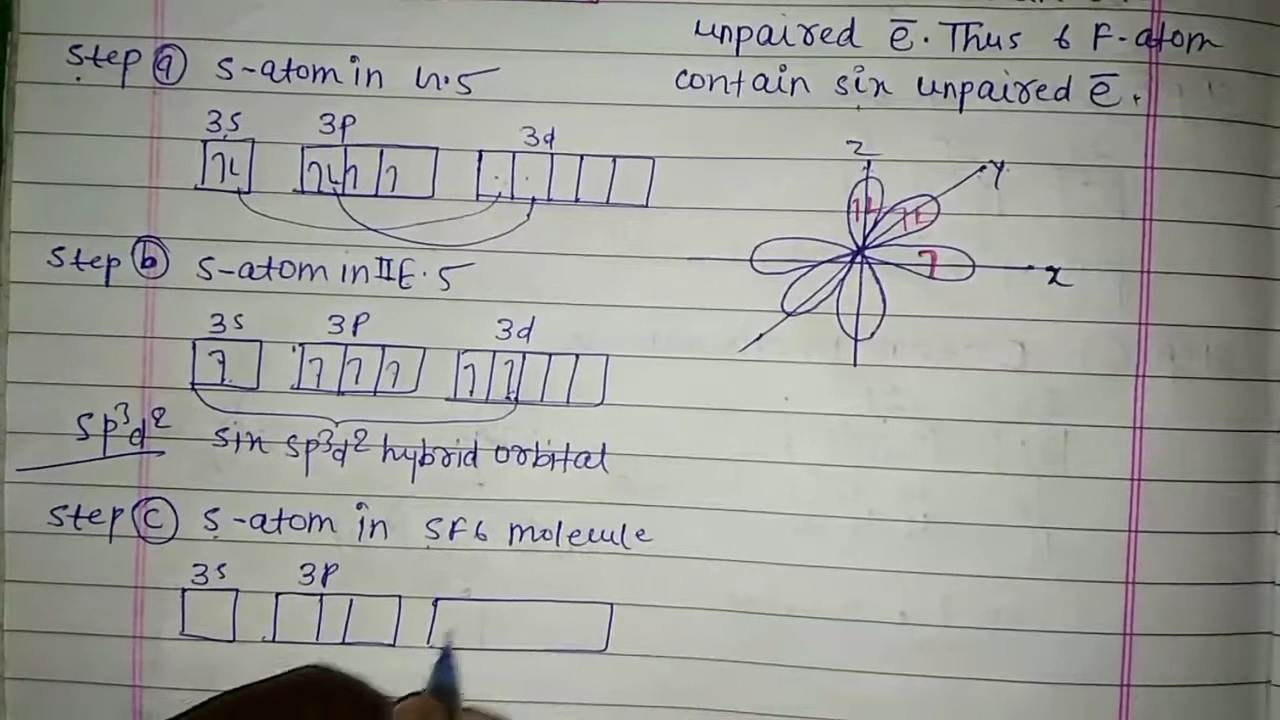 unpaired e̅. Thus 6 F-atom
contain six unpaired e̅.
Step (a) S-atom in G.S
3s 3p 3d
Z
Y
x
Step (b) S-atom in II E.S
3s 3p 3d
sp³d² six sp³d² hybrid orbital
Step (c) S-atom in SF6 molecule
3s 3p